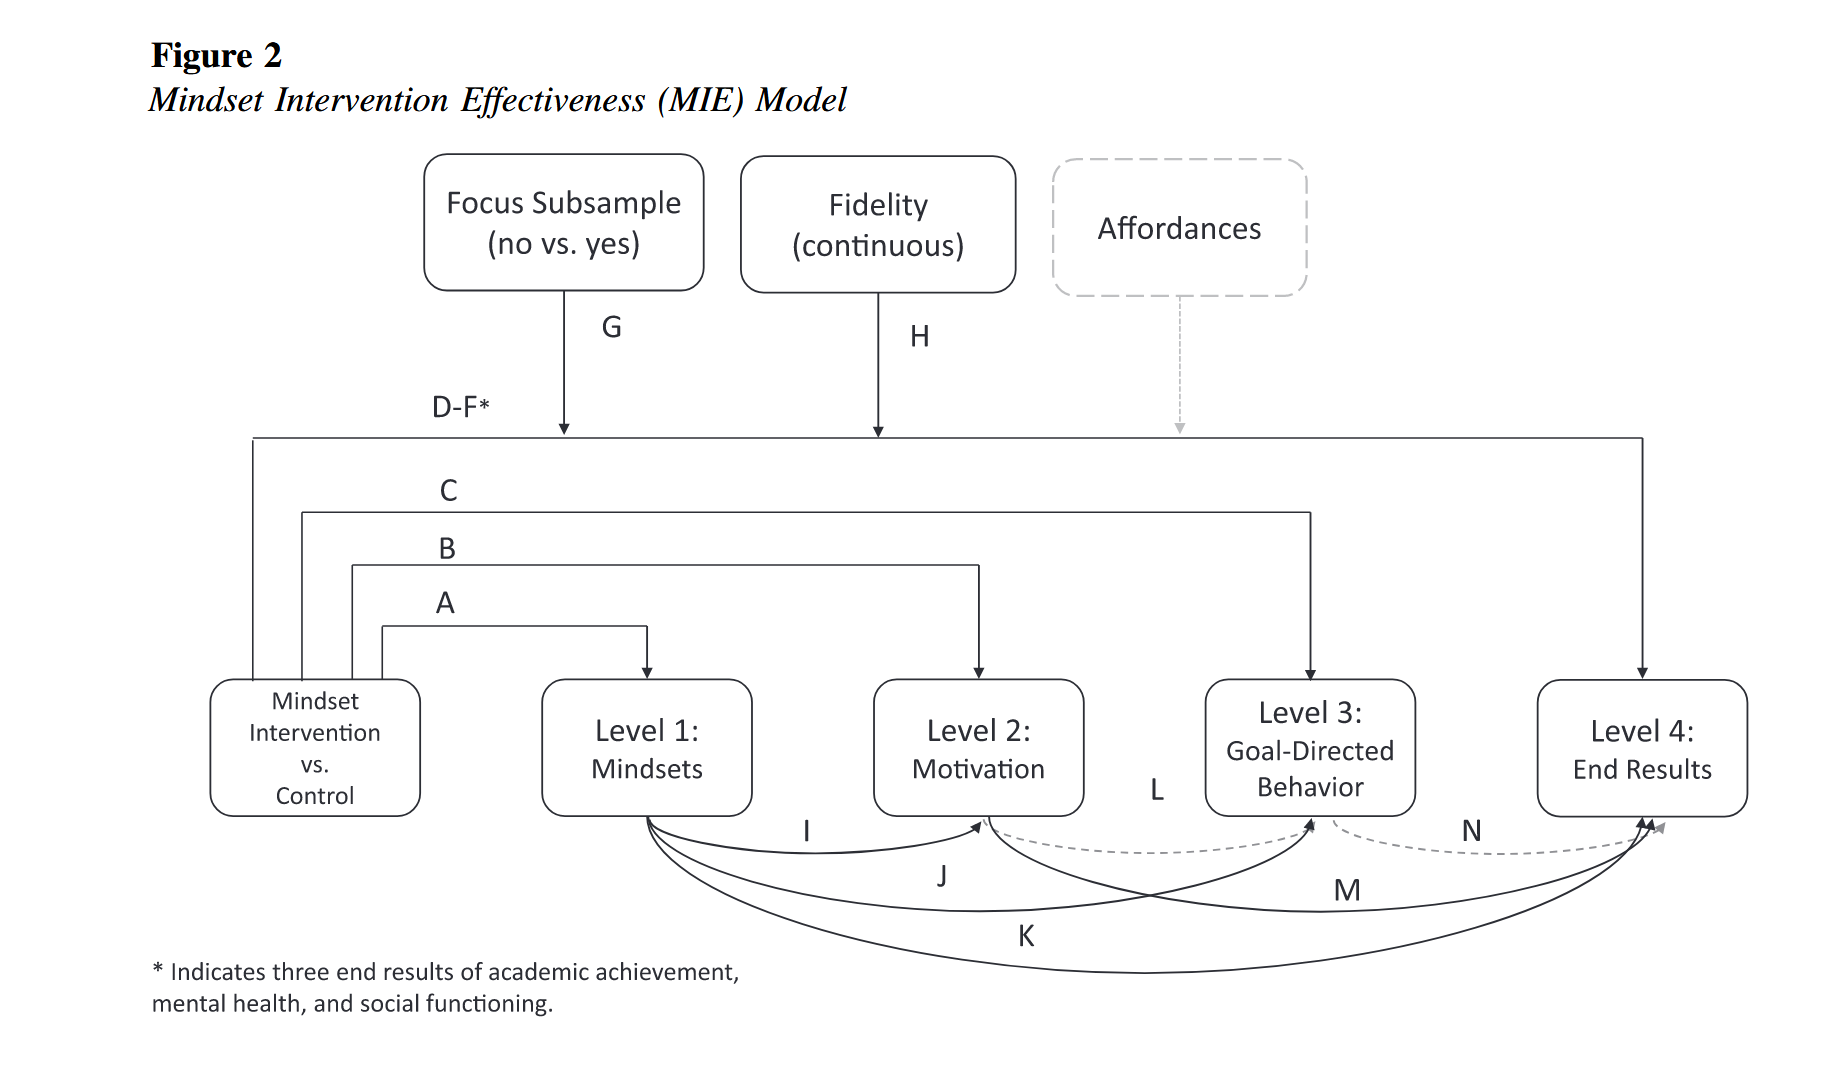 Figure 2
Mindset Intervention Effectiveness (MIE) Model
Focus Subsample
(no vs. yes)
Fidelity
(continuous)
Affordances
G
H
D-F*
C
B
A
Mindset
Intervention
vs.
Control
Level 1:
Mindsets
Level 2:
Motivation
Level 3:
Goal-Directed
Behavior
Level 4:
End Results
L
I
N
J
M
K
* Indicates three end results of academic achievement,
mental health, and social functioning.